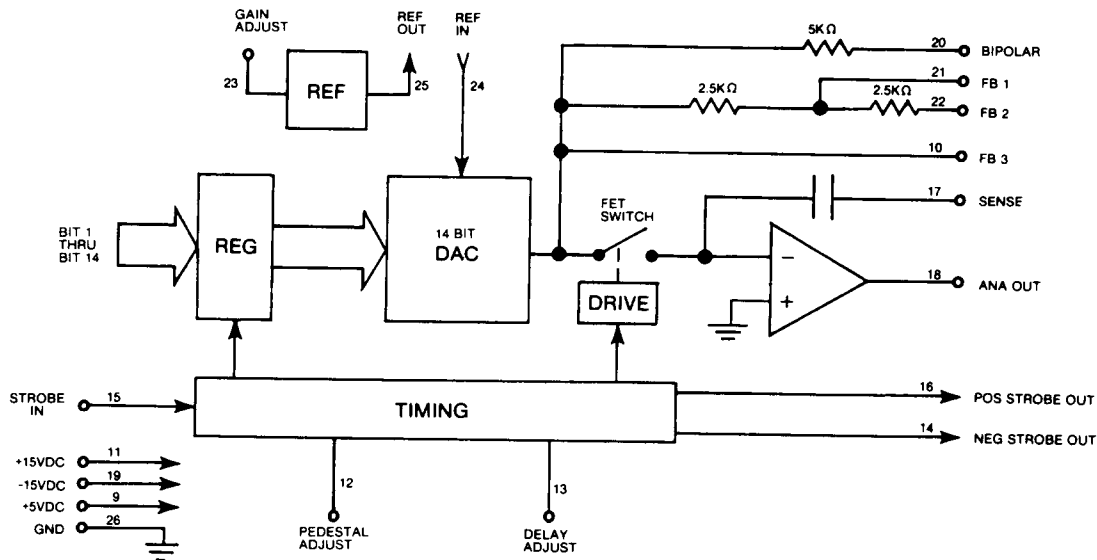 GAIN
ADJUST
REF
OUT
REF
IN
23
REF
25
24
5KΩ
20
BIPOLAR
21
FB 1
2.5KΩ
2.5KΩ
22
FB 2
10
FB 3
17
SENSE
BIT 1
THRU
BIT 14
REG
14 BIT
DAC
FET
SWITCH
DRIVE
−
+
18
ANA OUT
STROBE
IN
15
TIMING
16
POS STROBE OUT
14
NEG STROBE OUT
+15VDC
11
-15VDC
19
+5VDC
9
GND
26
12
PEDESTAL
ADJUST
13
DELAY
ADJUST